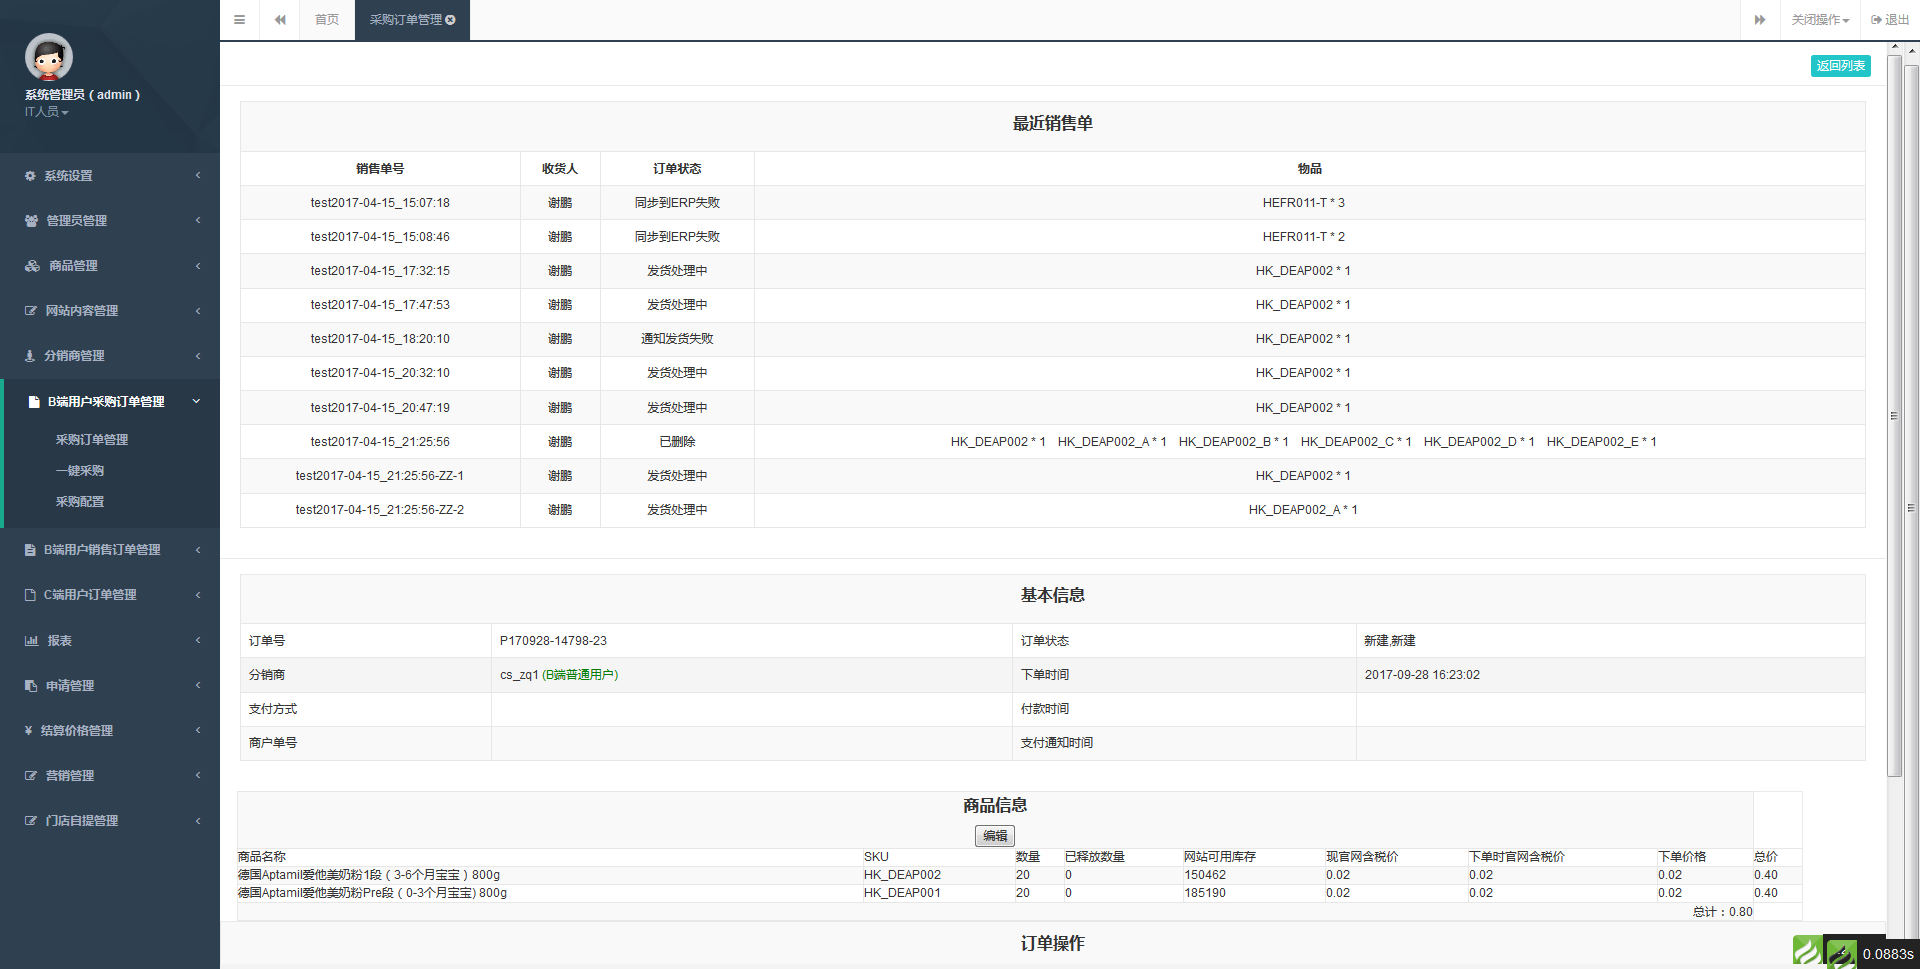 首页
采购订单管理
关闭操作
退出
系统管理员 ( admin )
IT人员
系统设置
管理员管理
商品管理
网站内容管理
分销商管理
B端用户采购订单管理
采购订单管理
一键采购
采购配置
B端用户销售订单管理
C端用户订单管理
报表
申请管理
¥ 结算价格管理
营销管理
门店自提管理
返回列表
最近销售单
销售单号 收货人 订单状态 物品
test2017-04-15_15:07:18 谢鹏 同步到ERP失败 HEFR011-T * 3
test2017-04-15_15:08:46 谢鹏 同步到ERP失败 HEFR011-T * 2
test2017-04-15_17:32:15 谢鹏 发货处理中 HK_DEAP002 * 1
test2017-04-15_17:47:53 谢鹏 发货处理中 HK_DEAP002 * 1
test2017-04-15_18:20:10 谢鹏 通知发货失败 HK_DEAP002 * 1
test2017-04-15_20:32:10 谢鹏 发货处理中 HK_DEAP002 * 1
test2017-04-15_20:47:19 谢鹏 发货处理中 HK_DEAP002 * 1
test2017-04-15_21:25:56 谢鹏 已删除 HK_DEAP002 * 1 HK_DEAP002_A * 1 HK_DEAP002_B * 1 HK_DEAP002_C * 1 HK_DEAP002_D * 1 HK_DEAP002_E * 1
test2017-04-15_21:25:56-ZZ-1 谢鹏 发货处理中 HK_DEAP002 * 1
test2017-04-15_21:25:56-ZZ-2 谢鹏 发货处理中 HK_DEAP002_A * 1
基本信息
订单号 P170928-14798-23 订单状态 新建,新建
分销商 cs_zq1 (B端普通用户) 下单时间 2017-09-28 16:23:02
支付方式 付款时间
商户单号 支付通知时间
商品信息
编辑
商品名称 SKU 数量 已释放数量 网站可用库存 现官网含税价 下单时官网含税价 下单价格 总价
德国Aptamil爱他美奶粉1段 ( 3-6个月宝宝 ) 800g HK_DEAP002 20 0 150462 0.02 0.02 0.02 0.40
德国Aptamil爱他美奶粉Pre段 ( 0-3个月宝宝) 800g HK_DEAP001 20 0 185190 0.02 0.02 0.02 0.40
总计：0.80
订单操作
0.0883s